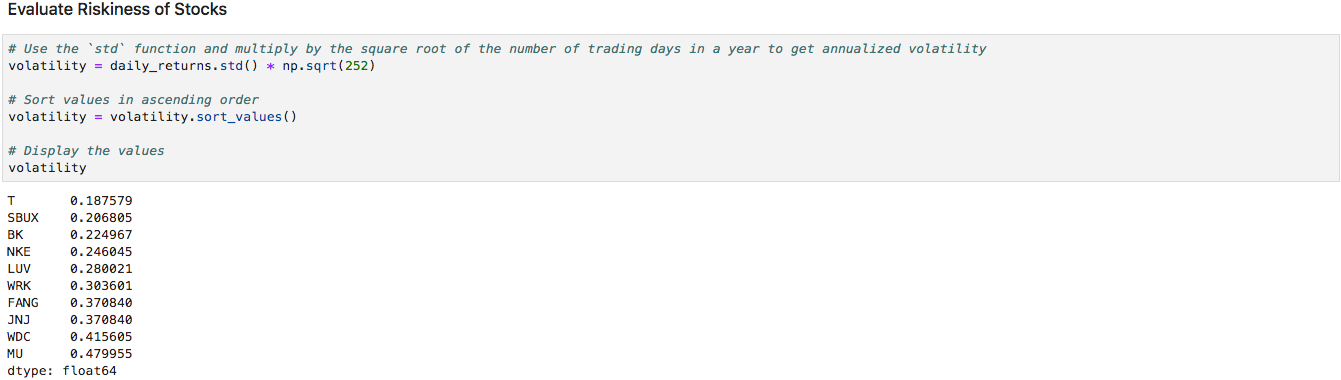 Evaluate Riskiness of Stocks
# Use the `std` function and multiply by the square root of the number of trading days in a year to get annualized volatility
volatility = daily_returns.std() * np.sqrt(252)
# Sort values in ascending order
volatility = volatility.sort_values()
# Display the values
volatility
T       0.187579
SBUX    0.206805
BK      0.224967
NKE     0.246045
LUV     0.280021
WRK     0.303601
FANG    0.370840
JNJ     0.370840
WDC     0.415605
MU      0.479955
dtype: float64